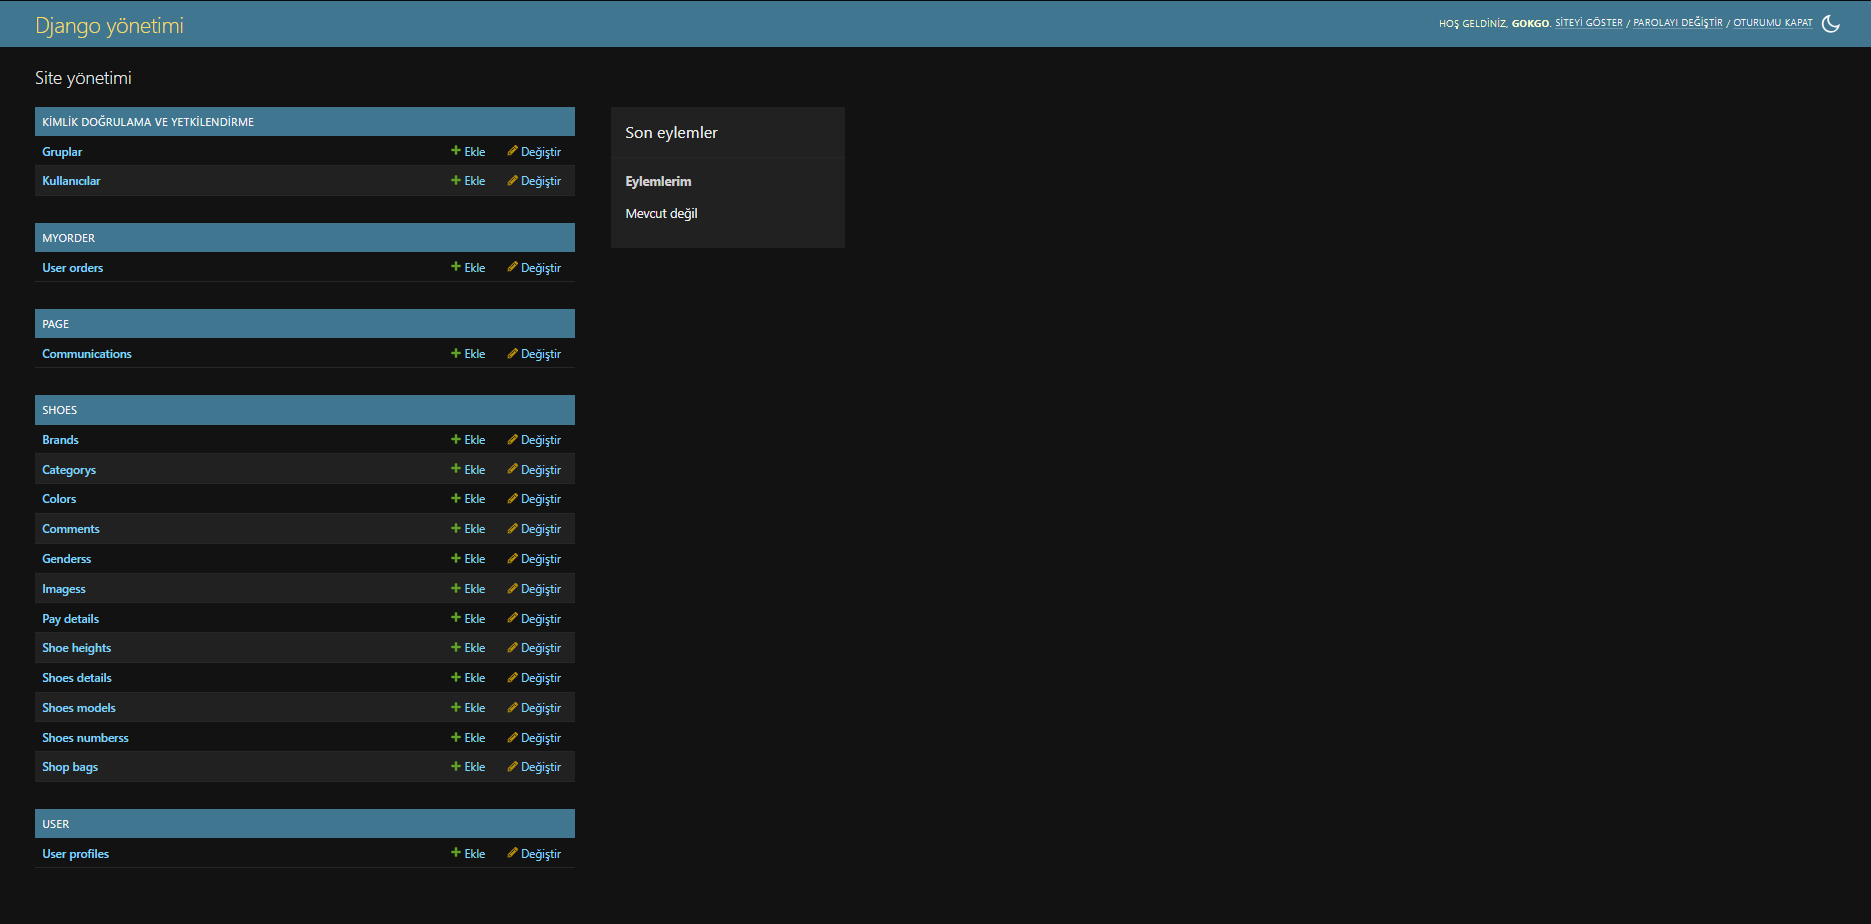 Django yönetimi
HOŞ GELDİNİZ, GOKGO. SİTEYİ GÖSTER / PAROLAYI DEĞİŞTİR / OTURUMU KAPAT
Site yönetimi
KİMLİK DOĞRULAMA VE YETKİLENDİRME
Gruplar Ekle Değiştir
Kullanıcılar Ekle Değiştir
MYORDER
User orders Ekle Değiştir
PAGE
Communications Ekle Değiştir
SHOES
Brands Ekle Değiştir
Categorys Ekle Değiştir
Colors Ekle Değiştir
Comments Ekle Değiştir
Genderss Ekle Değiştir
Imagess Ekle Değiştir
Pay details Ekle Değiştir
Shoe heights Ekle Değiştir
Shoes details Ekle Değiştir
Shoes models Ekle Değiştir
Shoes numberss Ekle Değiştir
Shop bags Ekle Değiştir
USER
User profiles Ekle Değiştir
Son eylemler
Eylemlerim
Mevcut değil